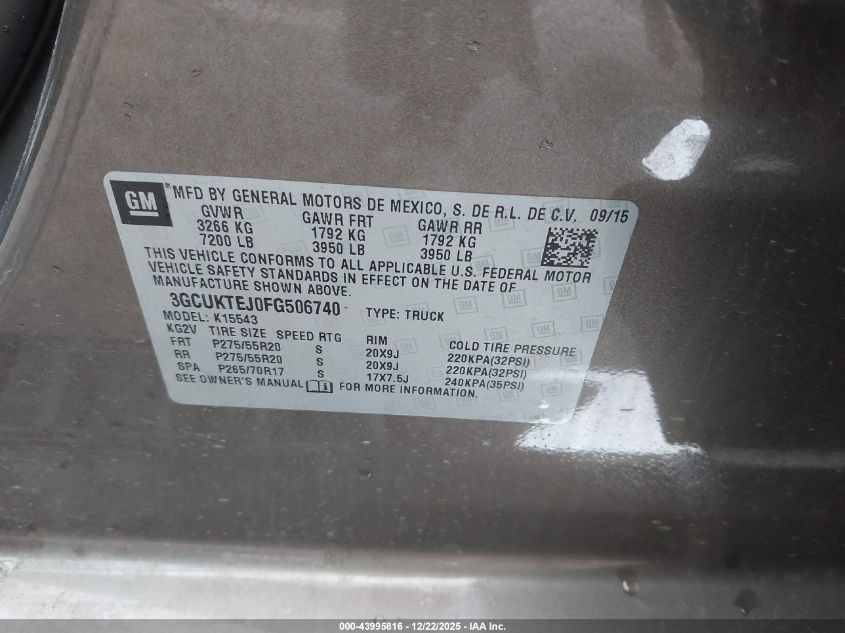 GM ® MFD BY GENERAL MOTORS DE MEXICO, S. DE R.L. DE C.V. 09/15
GVWR GAWR FRT GAWR RR
3266 KG 1792 KG 1792 KG
7200 LB 3950 LB 3950 LB
THIS VEHICLE CONFORMS TO ALL APPLICABLE U.S. FEDERAL MOTOR
VEHICLE SAFETY STANDARDS IN EFFECT ON THE DATE OF
MANUFACTURE SHOWN ABOVE.
3GCUKTEJ0FG506740 TYPE: TRUCK
MODEL: K15543
KG2V TIRE SIZE SPEED RTG RIM COLD TIRE PRESSURE
FRT P275/55R20 S 20X9J 220KPA(32PSI)
RR P275/55R20 S 20X9J 220KPA(32PSI)
SPA P265/70R17 S 17X7.5J 240KPA(35PSI)
SEE OWNER'S MANUAL FOR MORE INFORMATION.
000-43995816 - 12/22/2025 - IAA Inc.